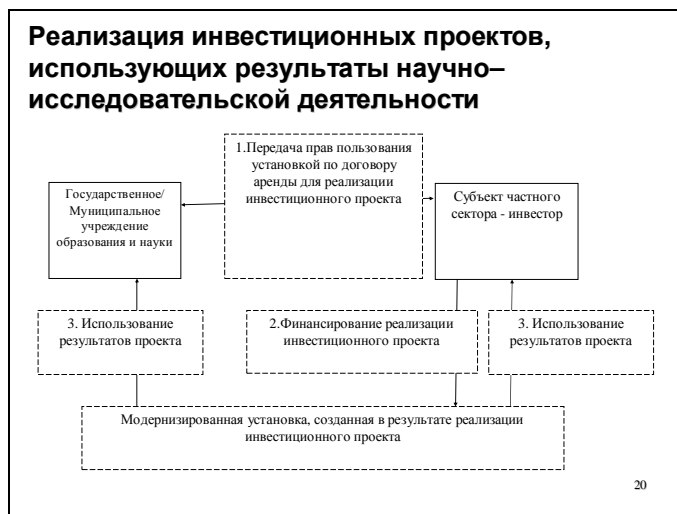 Реализация инвестиционных проектов,
использующих результаты научно–
исследовательской деятельности
1.Передача прав пользования
установкой по договору
аренды для реализации
инвестиционного проекта
Государственное/
Муниципальное
учреждение
образования и науки
Субъект частного
сектора - инвестор
3. Использование
результатов проекта
2.Финансирование реализации
инвестиционного проекта
3. Использование
результатов проекта
Модернизированная установка, созданная в результате реализации
инвестиционного проекта
20